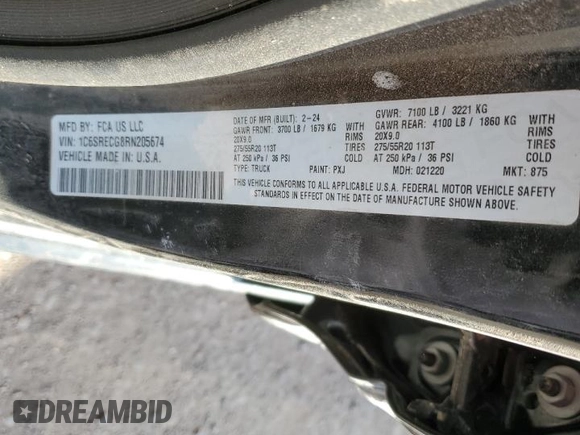 MFD BY: FCA US LLC
VIN: 1C6SRECG8RN205674
VEHICLE MADE IN: U.S.A.
DATE OF MFR (BUILT): 2-24
GAWR FRONT: 3700 LB / 1679 KG WITH
20X9.0 RIMS
275/55R20 113T TIRES
AT 250 kPa / 36 PSI
TYPE: TRUCK
GVWR: 7100 LB / 3221 KG
GAWR REAR: 4100 LB / 1860 KG WITH
20X9.0 RIMS
275/55R20 113T TIRES
AT 250 kPa / 36 PSI
PAINT: PXJ MDH: 021220 MKT: 875
THIS VEHICLE CONFORMS TO ALL APPLICABLE U.S.A. FEDERAL MOTOR VEHICLE SAFETY
STANDARDS IN EFFECT ON THE DATE OF MANUFACTURE SHOWN ABOVE.
DREAMBID